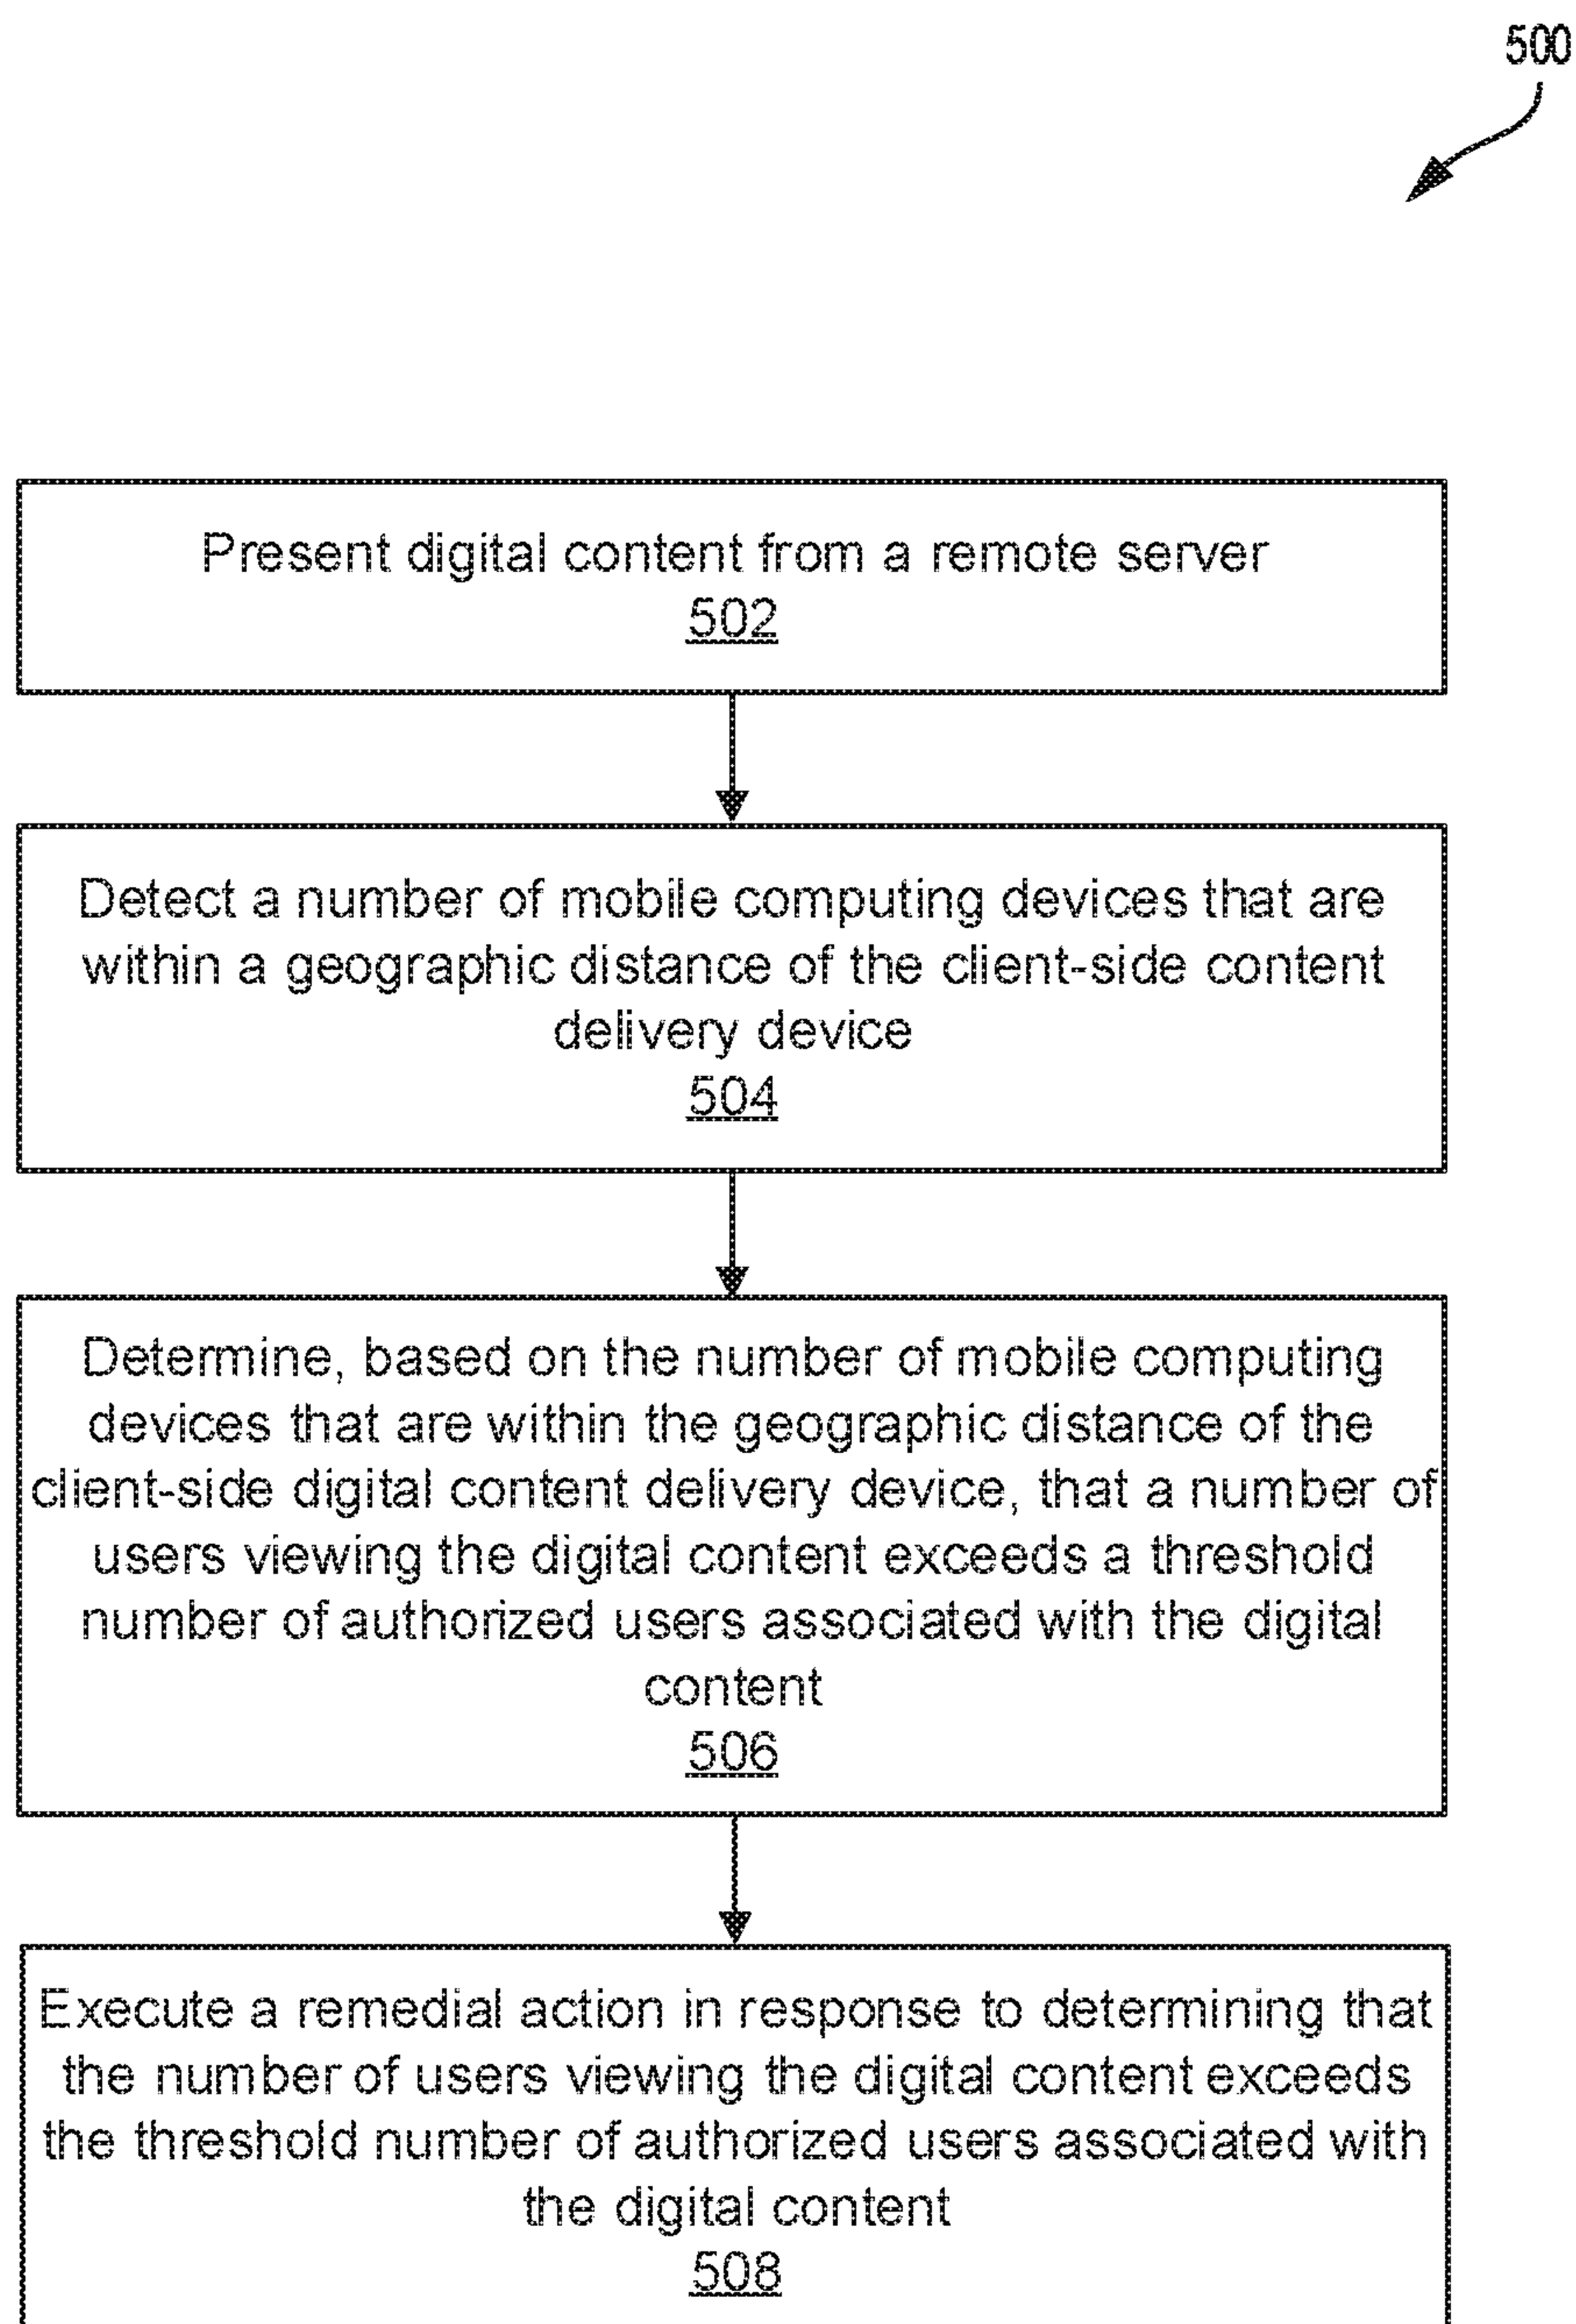 500
Present digital content from a remote server
502
Detect a number of mobile computing devices that are
within a geographic distance of the client-side content
delivery device
504
Determine, based on the number of mobile computing
devices that are within the geographic distance of the
client-side digital content delivery device, that a number of
users viewing the digital content exceeds a threshold
number of authorized users associated with the digital
content
506
Execute a remedial action in response to determining that
the number of users viewing the digital content exceeds
the threshold number of authorized users associated with
the digital content
508